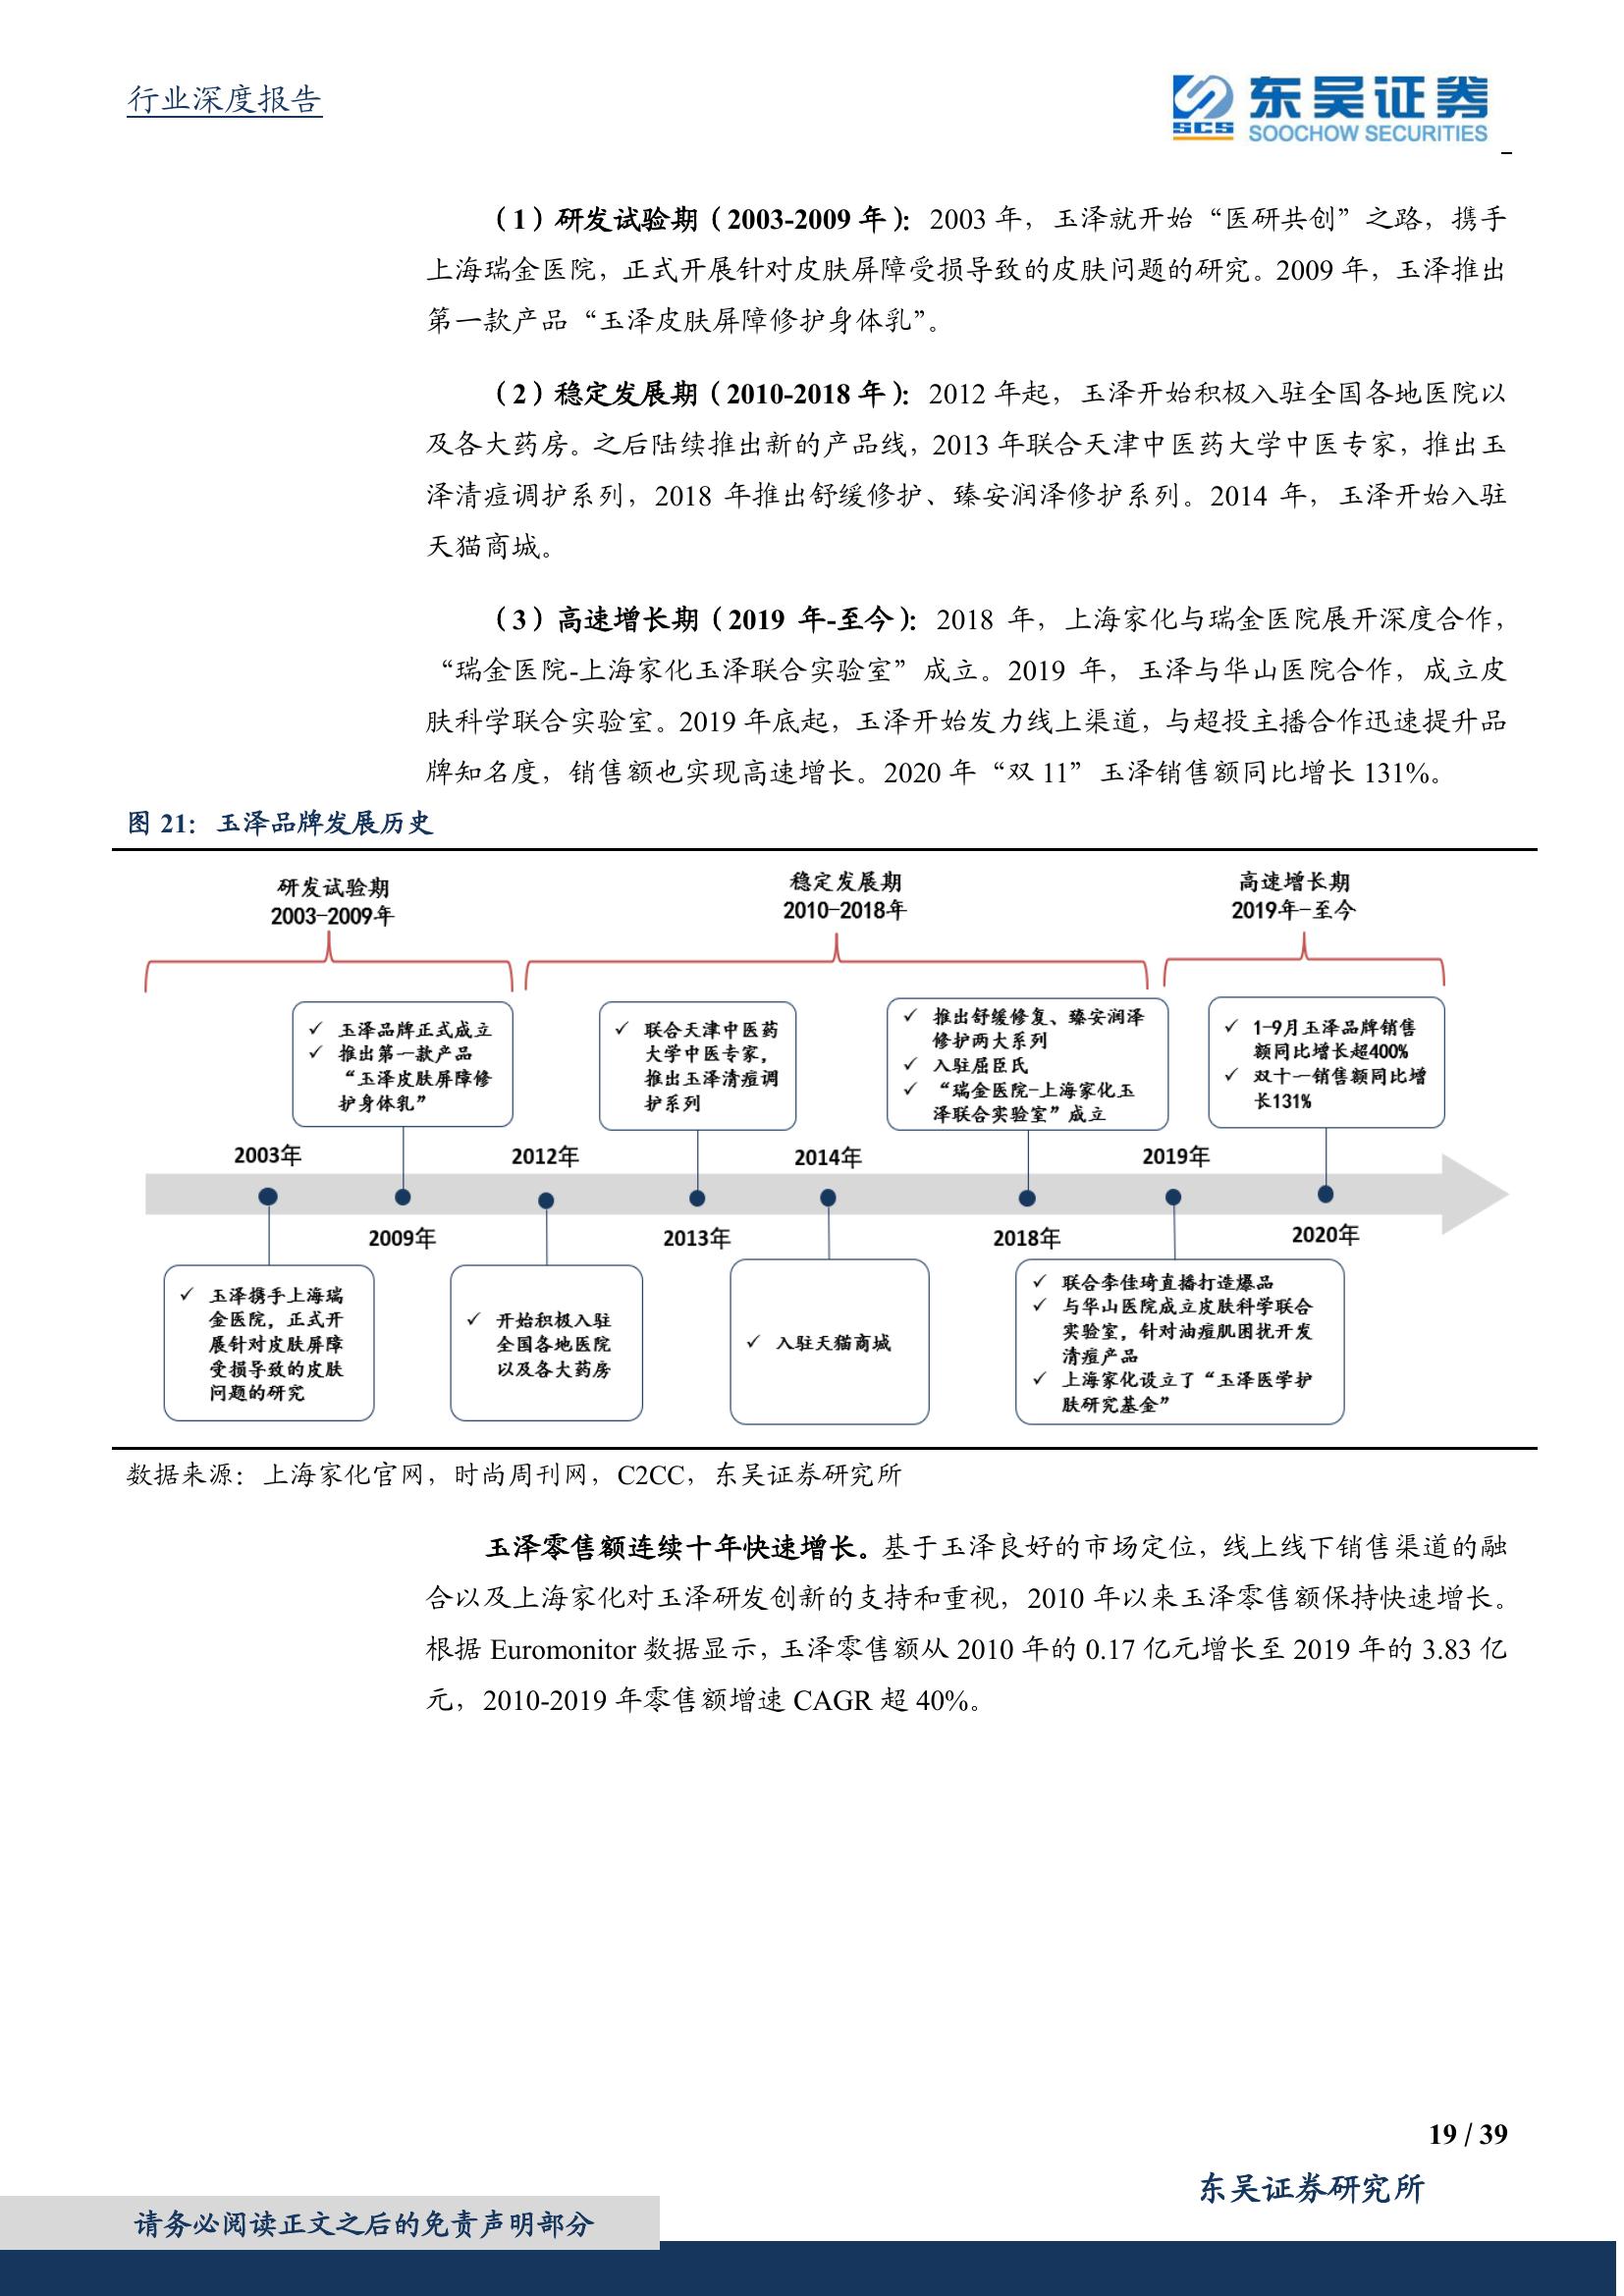 行业深度报告
SCS
东吴证券
SOOCHOW SECURITIES
（1）研发试验期（2003-2009 年）：2003 年，玉泽就开始“医研共创”之路，携手
上海瑞金医院，正式开展针对皮肤屏障受损导致的皮肤问题的研究。2009 年，玉泽推出
第一款产品“玉泽皮肤屏障修护身体乳”。
（2）稳定发展期（2010-2018 年）：2012 年起，玉泽开始积极入驻全国各地医院以
及各大药房。之后陆续推出新的产品线，2013 年联合天津中医药大学中医专家，推出玉
泽清痘调护系列，2018 年推出舒缓修护、臻安润泽修护系列。2014 年，玉泽开始入驻
天猫商城。
（3）高速增长期（2019 年-至今）：2018 年，上海家化与瑞金医院展开深度合作，
“瑞金医院-上海家化玉泽联合实验室”成立。2019 年，玉泽与华山医院合作，成立皮
肤科学联合实验室。2019 年底起，玉泽开始发力线上渠道，与超投主播合作迅速提升品
牌知名度，销售额也实现高速增长。2020 年“双 11”玉泽销售额同比增长 131%。
图 21：玉泽品牌发展历史
研发试验期
2003-2009年
稳定发展期
2010-2018年
高速增长期
2019年-至今
✓ 玉泽品牌正式成立
✓ 推出第一款产品
“玉泽皮肤屏障修
护身体乳”
✓ 联合天津中医药
大学中医专家，
推出玉泽清痘调
护系列
✓ 推出舒缓修复、臻安润泽
修护两大系列
✓ 入驻屈臣氏
✓ “瑞金医院-上海家化玉
泽联合实验室”成立
✓ 1-9月玉泽品牌销售
额同比增长超400%
✓ 双十一销售额同比增
长131%
2003年
2012年
2014年
2019年
2009年
2013年
2018年
2020年
✓ 玉泽携手上海瑞
金医院，正式开
展针对皮肤屏障
受损导致的皮肤
问题的研究
✓ 开始积极入驻
全国各地医院
以及各大药房
✓ 入驻天猫商城
✓ 联合李佳琦直播打造爆品
✓ 与华山医院成立皮肤科学联合
实验室，针对油痘肌困扰开发
清痘产品
✓ 上海家化设立了“玉泽医学护
肤研究基金”
数据来源：上海家化官网，时尚周刊网，C2CC，东吴证券研究所
玉泽零售额连续十年快速增长。基于玉泽良好的市场定位，线上线下销售渠道的融
合以及上海家化对玉泽研发创新的支持和重视，2010 年以来玉泽零售额保持快速增长。
根据 Euromonitor 数据显示，玉泽零售额从 2010 年的 0.17 亿元增长至 2019 年的 3.83 亿
元，2010-2019 年零售额增速 CAGR 超 40%。
19 / 39
东吴证券研究所
请务必阅读正文之后的免责声明部分